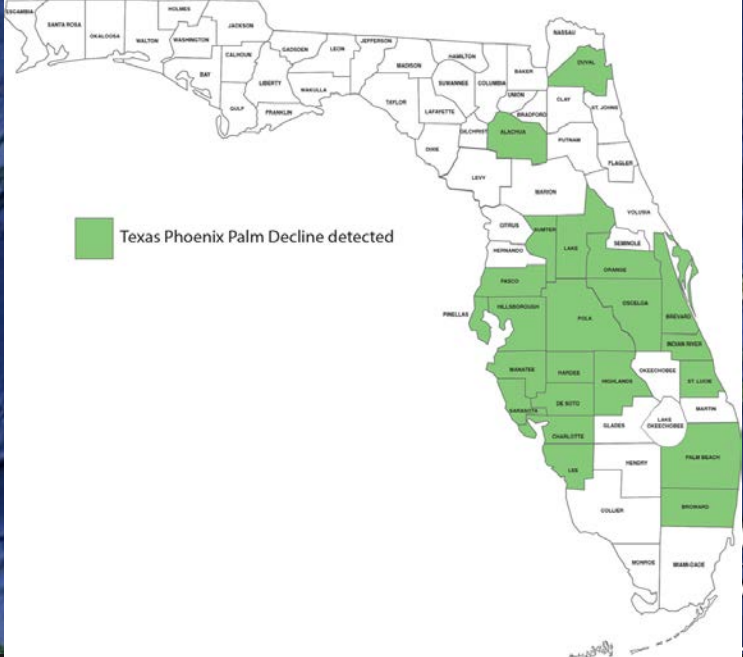 ESCAMBIA
SANTA ROSA
OKALOOSA
WALTON
HOLMES
WASHINGTON
JACKSON
BAY
CALHOUN
GULF
GADSDEN
LIBERTY
FRANKLIN
LEON
WAKULLA
JEFFERSON
MADISON
TAYLOR
HAMILTON
SUWANNEE
LAFAYETTE
DIXIE
COLUMBIA
GILCHRIST
BAKER
UNION
BRADFORD
ALACHUA
LEVY
NASSAU
DUVAL
CLAY
ST. JOHNS
PUTNAM
FLAGLER
MARION
VOLUSIA
CITRUS
SUMTER
LAKE
SEMINOLE
HERNANDO
ORANGE
Texas Phoenix Palm Decline detected
PASCO
HILLSBOROUGH
PINELLAS
POLK
OSCEOLA
BREVARD
INDIAN RIVER
MANATEE
HARDEE
HIGHLANDS
OKEECHOBEE
ST. LUCIE
SARASOTA
DE SOTO
MARTIN
CHARLOTTE
GLADES
LAKE
OKEECHOBEE
LEE
HENDRY
PALM BEACH
COLLIER
BROWARD
MONROE
MIAMI-DADE